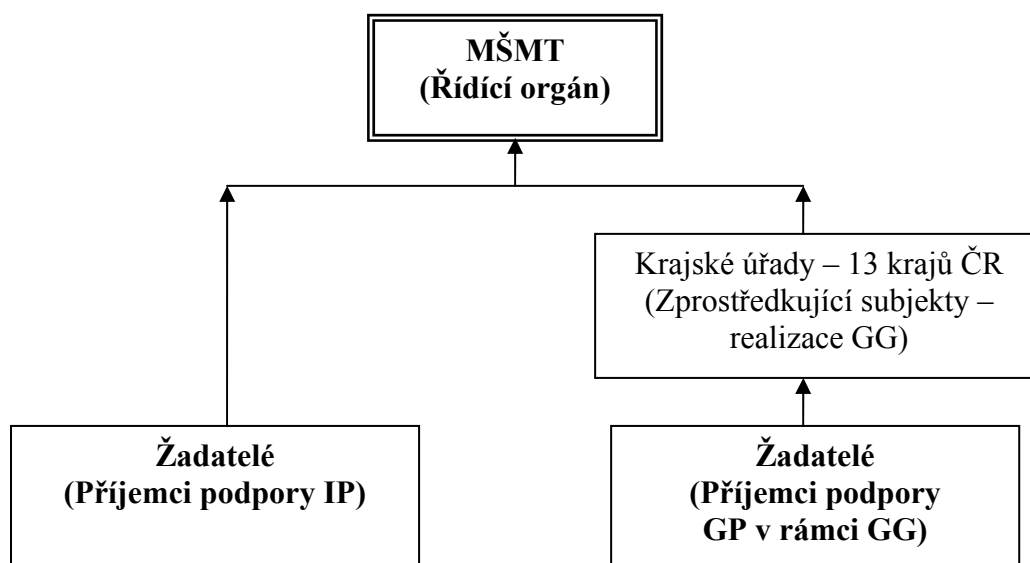 MŠMT
(Řídící orgán)
Krajské úřady – 13 krajů ČR
(Zprostředkující subjekty –
realizace GG)
Žadatelé
(Příjemci podpory IP)
Žadatelé
(Příjemci podpory
GP v rámci GG)